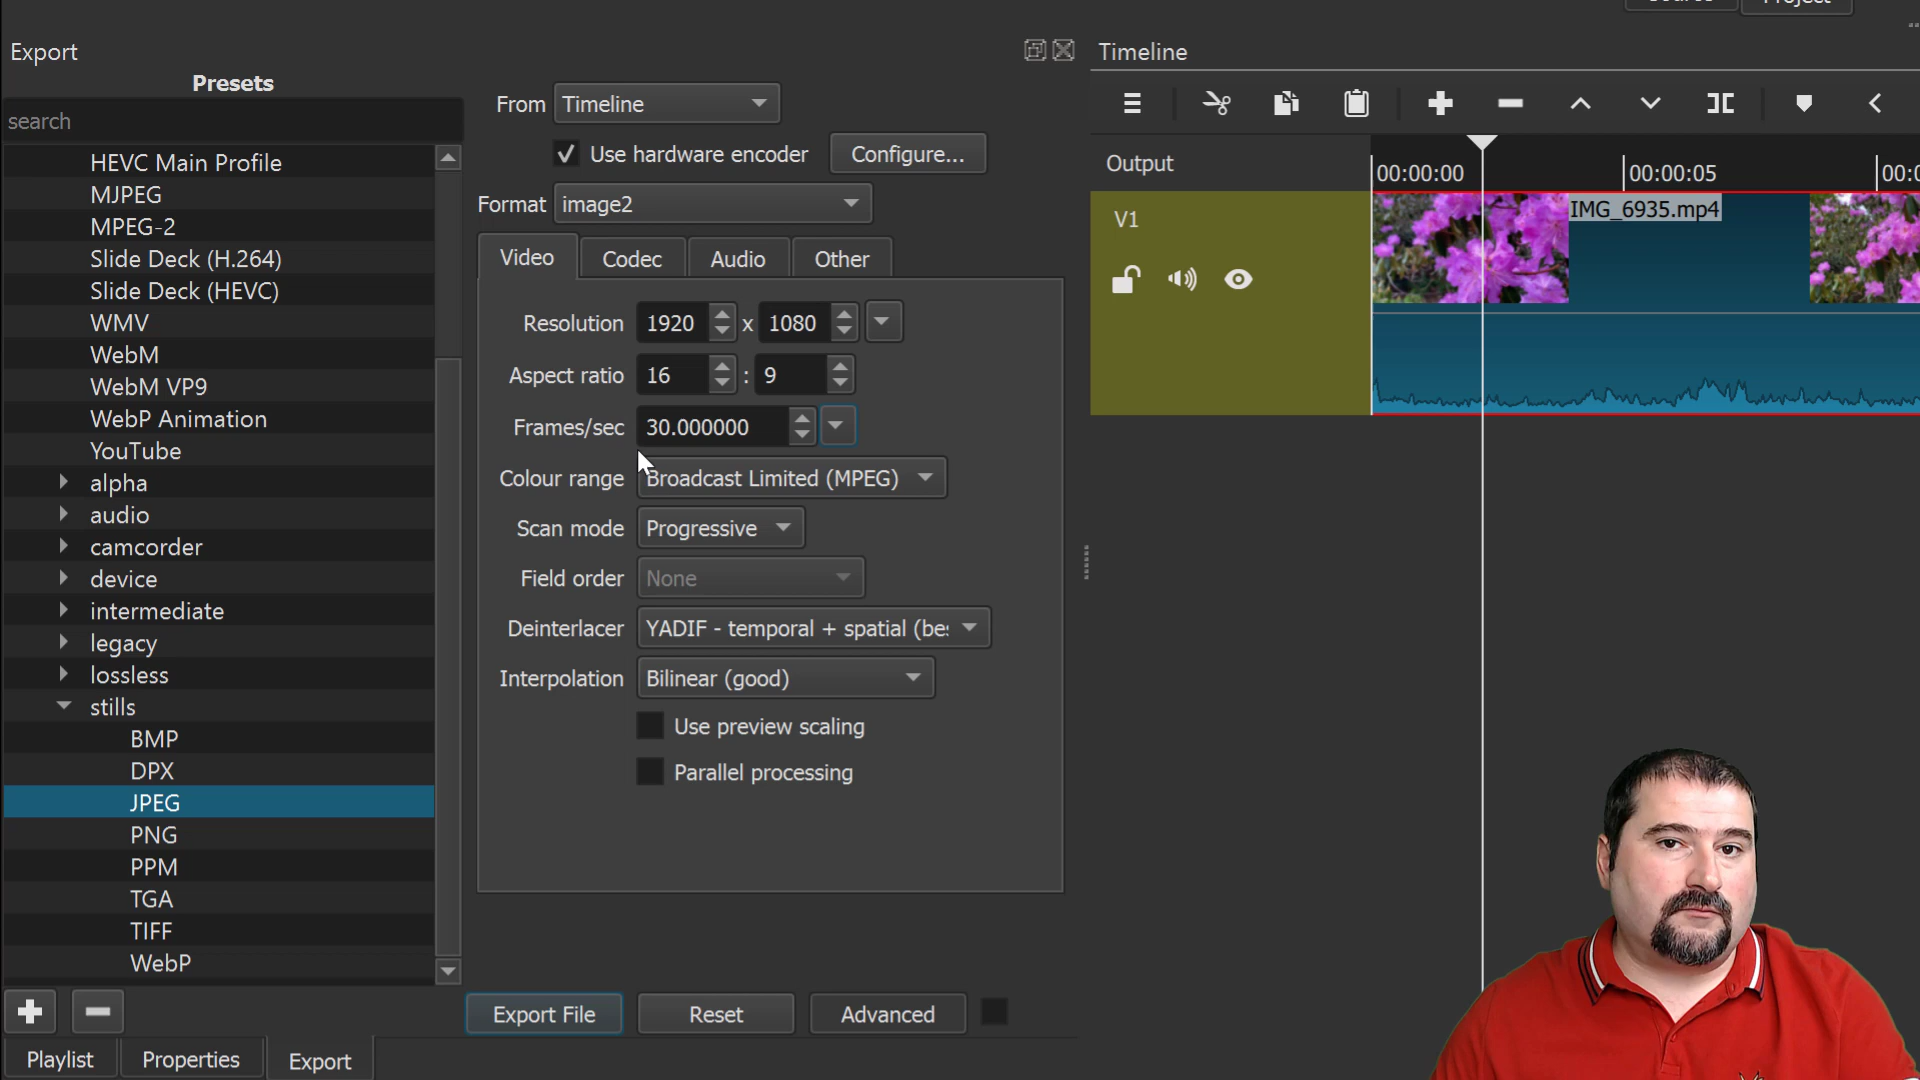 Project
Export
Timeline
Presets
search
HEVC Main Profile
MJPEG
MPEG-2
Slide Deck (H.264)
Slide Deck (HEVC)
WMV
WebM
WebM VP9
WebP Animation
YouTube
alpha
audio
camcorder
device
intermediate
legacy
lossless
stills
BMP
DPX
JPEG
PNG
PPM
TGA
TIFF
WebP
From Timeline
Use hardware encoder Configure...
Format image2
Video Codec Audio Other
Resolution 1920 x 1080
Aspect ratio 16 : 9
Frames/sec 30.000000
Colour range Broadcast Limited (MPEG)
Scan mode Progressive
Field order None
Deinterlacer YADIF - temporal + spatial (be
Interpolation Bilinear (good)
Use preview scaling
Parallel processing
Export File Reset Advanced
Playlist Properties Export
Output 00:00:00 00:00:05 00:
V1 IMG_6935.mp4